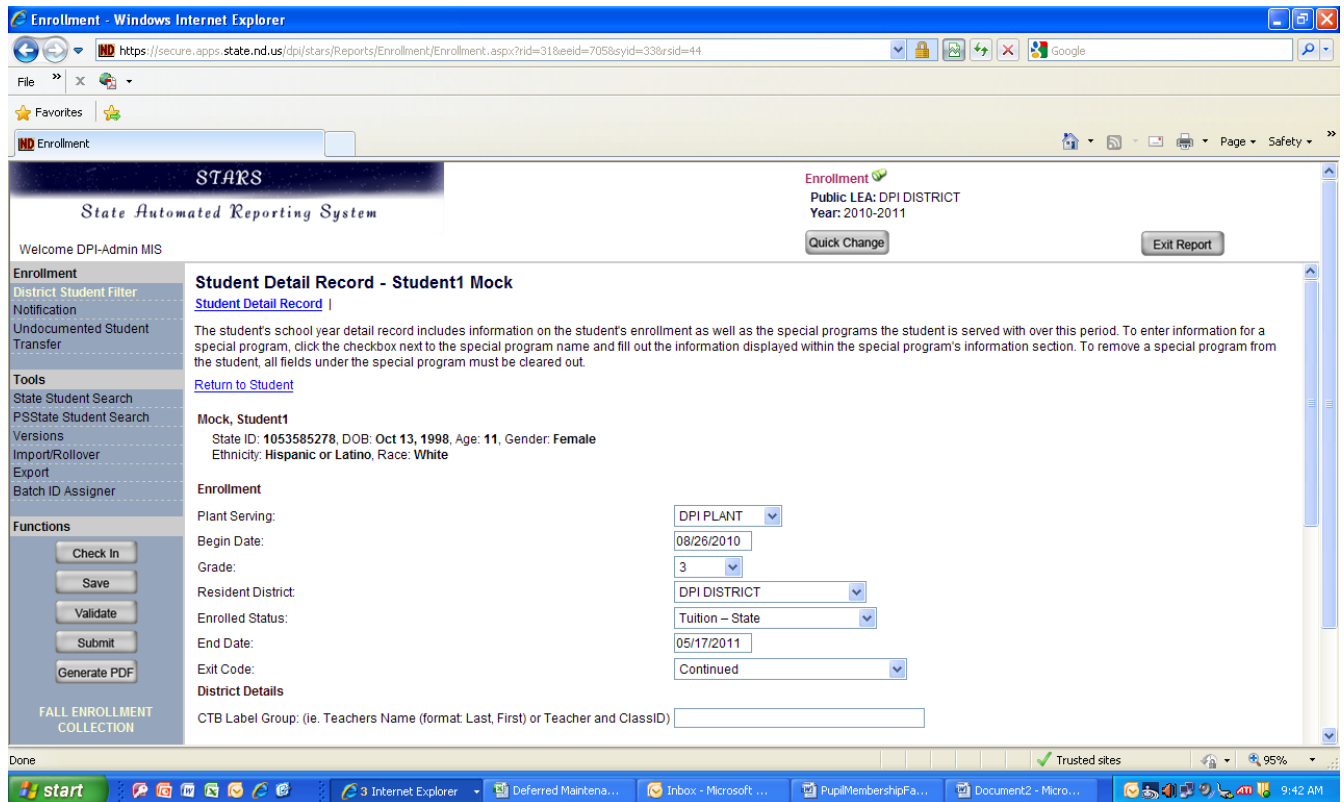 Enrollment - Windows Internet Explorer
https://secure.apps.state.nd.us/dpi/stars/Reports/Enrollment/Enrollment.aspx?rid=31&eeid=705&syid=33&rsid=44
Google
File »
Favorites
ND Enrollment
Page Safety »
STARS
State Automated Reporting System
Welcome DPI-Admin MIS
Enrollment
Public LEA: DPI DISTRICT
Year: 2010-2011
Quick Change
Exit Report
Enrollment
District Student Filter
Notification
Undocumented Student
Transfer
Tools
State Student Search
PSState Student Search
Versions
Import/Rollover
Export
Batch ID Assigner
Functions
Check In
Save
Validate
Submit
Generate PDF
FALL ENROLLMENT
COLLECTION
Student Detail Record - Student1 Mock
Student Detail Record |
The student's school year detail record includes information on the student's enrollment as well as the special programs the student is served with over this period. To enter information for a
special program, click the checkbox next to the special program name and fill out the information displayed within the special program's information section. To remove a special program from
the student, all fields under the special program must be cleared out.
Return to Student
Mock, Student1
State ID: 1053585278, DOB: Oct 13, 1998, Age: 11, Gender: Female
Ethnicity: Hispanic or Latino, Race: White
Enrollment
Plant Serving: DPI PLANT
Begin Date: 08/26/2010
Grade: 3
Resident District: DPI DISTRICT
Enrolled Status: Tuition – State
End Date: 05/17/2011
Exit Code: Continued
District Details
CTB Label Group: (ie. Teachers Name (format: Last, First) or Teacher and ClassID)
Done
Trusted sites
95%
start
3 Internet Explorer
Deferred Maintena...
Inbox - Microsoft ...
PupilMembershipFa...
Document2 - Micro...
9:42 AM